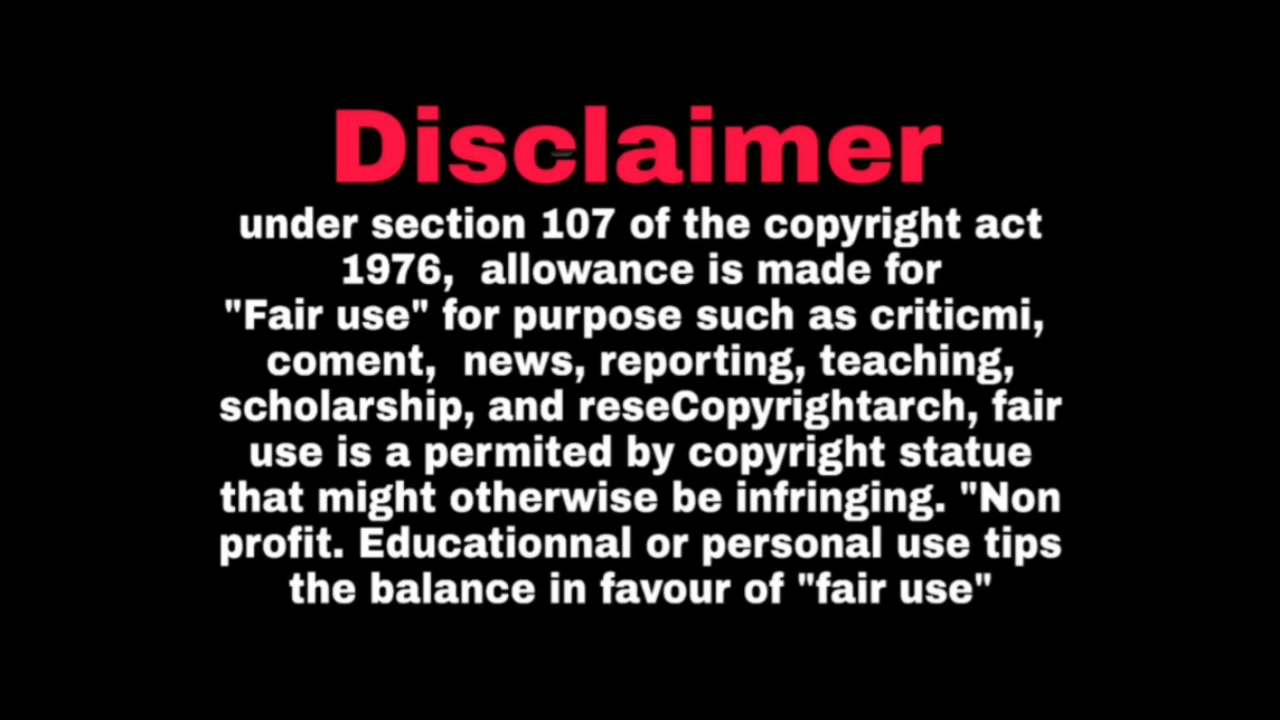 Disclaimer
under section 107 of the copyright act
1976,  allowance is made for
"Fair use" for purpose such as criticmi,
coment,  news, reporting, teaching,
scholarship, and reseCopyrightarch, fair
use is a permited by copyright statue
that might otherwise be infringing. "Non
profit. Educationnal or personal use tips
the balance in favour of "fair use"